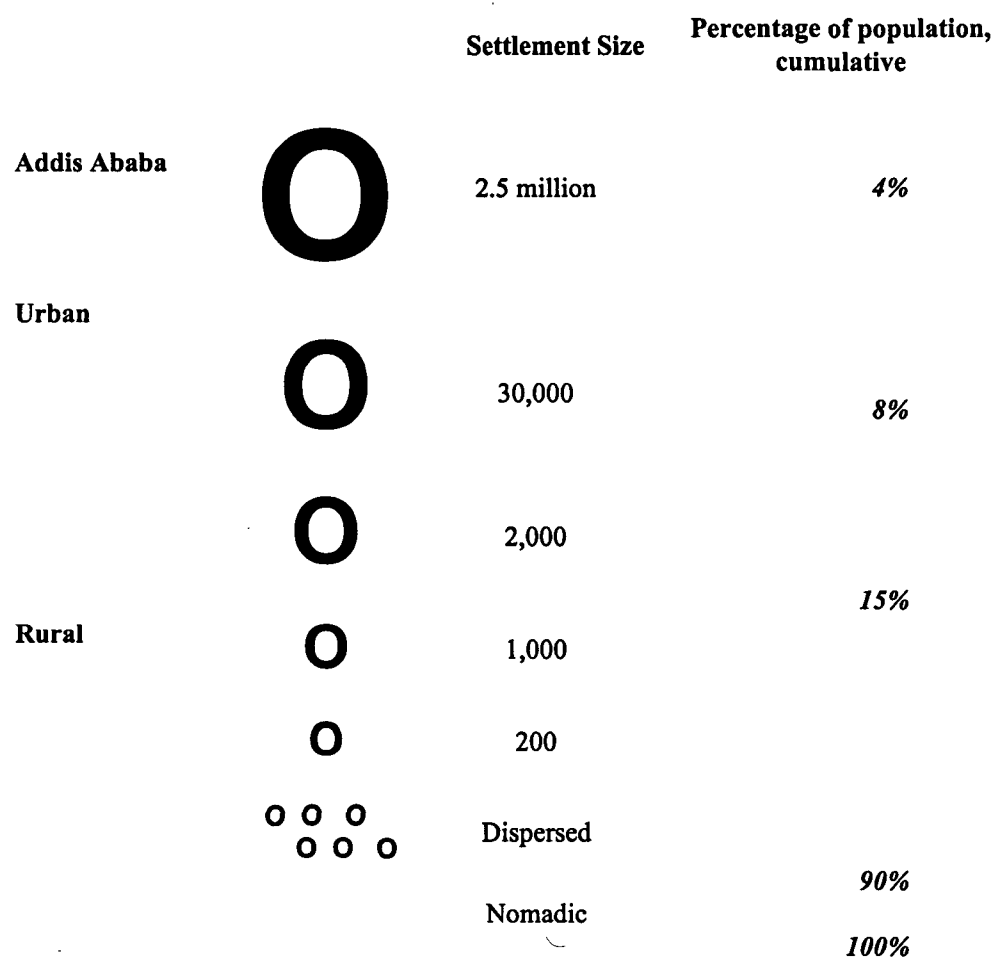 Settlement Size
Percentage of population,
cumulative
Addis Ababa
O
2.5 million
4%
Urban
O
30,000
8%
O
2,000
15%
Rural
O
1,000
O
200
O O O
O O O
Dispersed
90%
Nomadic
100%